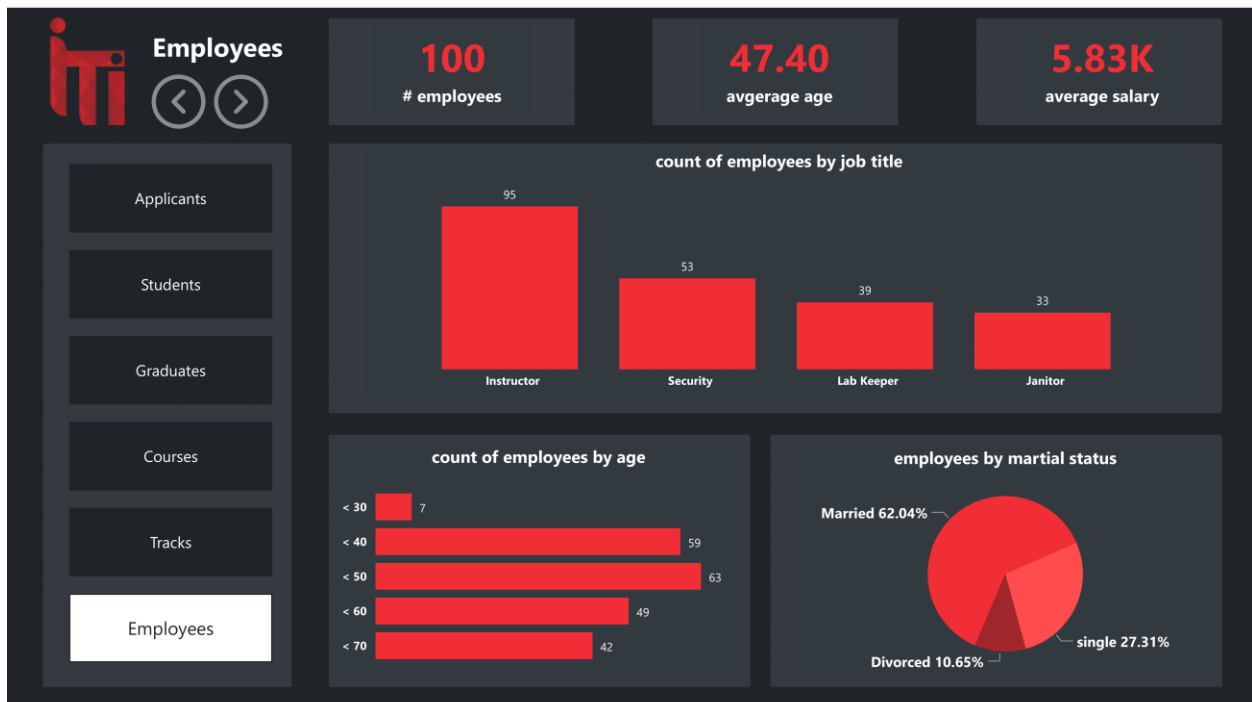 iTi
Employees
100
# employees
47.40
avgerage age
5.83K
average salary
Applicants
Students
Graduates
Courses
Tracks
Employees
count of employees by job title
95
53
39
33
Instructor
Security
Lab Keeper
Janitor
count of employees by age
< 30 7
< 40 59
< 50 63
< 60 49
< 70 42
employees by martial status
Married 62.04%
single 27.31%
Divorced 10.65%